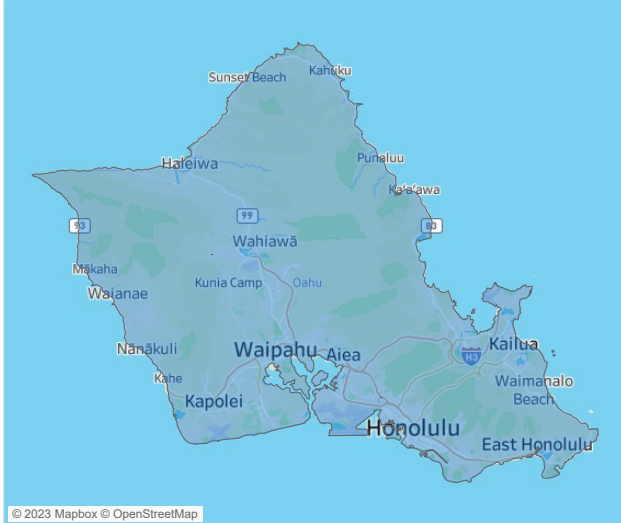 Sunset Beach
Kahuku
Haleiwa
Punaluu
Ka'a'awa
93
99
83
Wahiawā
Mākaha
Kunia Camp
Oahu
Waianae
Nānākuli
Waipahu
Aiea
H3
Kailua
Kahe
Waimanalo
Beach
Kapolei
Honolulu
East Honolulu
© 2023 Mapbox © OpenStreetMap